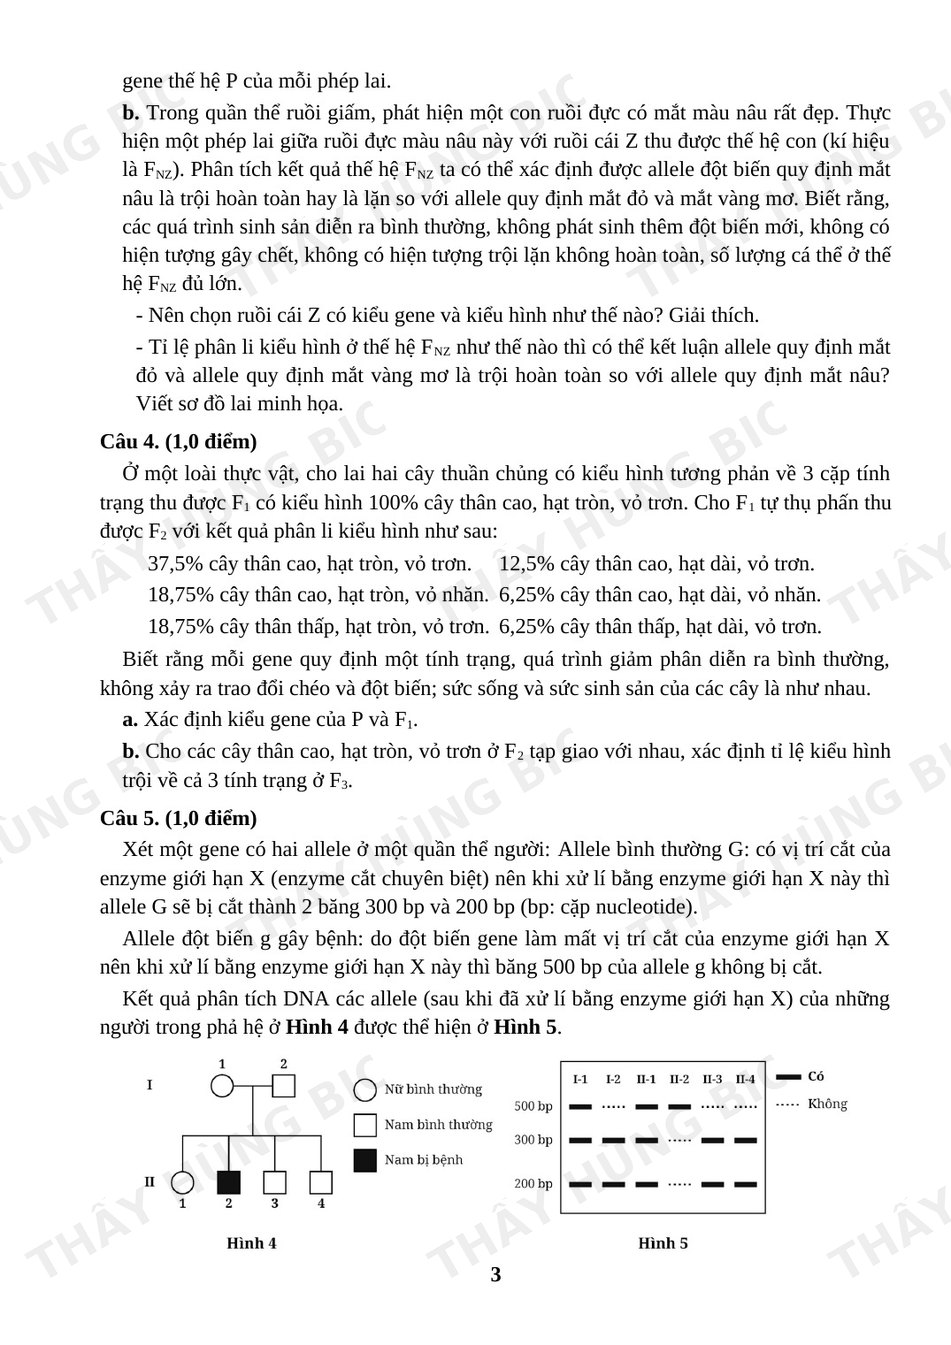 gene thế hệ P của mỗi phép lai.
b. Trong quần thể ruồi giấm, phát hiện một con ruồi đực có mắt màu nâu rất đẹp. Thực
hiện một phép lai giữa ruồi đực màu nâu này với ruồi cái Z thu được thế hệ con (kí hiệu
là FNZ). Phân tích kết quả thế hệ FNZ ta có thể xác định được allele đột biến quy định mắt
nâu là trội hoàn toàn hay là lặn so với allele quy định mắt đỏ và mắt vàng mơ. Biết rằng,
các quá trình sinh sản diễn ra bình thường, không phát sinh thêm đột biến mới, không có
hiện tượng gây chết, không có hiện tượng trội lặn không hoàn toàn, số lượng cá thể ở thế
hệ FNZ đủ lớn.
- Nên chọn ruồi cái Z có kiểu gene và kiểu hình như thế nào? Giải thích.
- Tỉ lệ phân li kiểu hình ở thế hệ FNZ như thế nào thì có thể kết luận allele quy định mắt
đỏ và allele quy định mắt vàng mơ là trội hoàn toàn so với allele quy định mắt nâu?
Viết sơ đồ lai minh họa.
Câu 4. (1,0 điểm)
Ở một loài thực vật, cho lai hai cây thuần chủng có kiểu hình tương phản về 3 cặp tính
trạng thu được F1 có kiểu hình 100% cây thân cao, hạt tròn, vỏ trơn. Cho F1 tự thụ phấn thu
được F2 với kết quả phân li kiểu hình như sau:
37,5% cây thân cao, hạt tròn, vỏ trơn. 12,5% cây thân cao, hạt dài, vỏ trơn.
18,75% cây thân cao, hạt tròn, vỏ nhăn. 6,25% cây thân cao, hạt dài, vỏ nhăn.
18,75% cây thân thấp, hạt tròn, vỏ trơn. 6,25% cây thân thấp, hạt dài, vỏ trơn.
Biết rằng mỗi gene quy định một tính trạng, quá trình giảm phân diễn ra bình thường,
không xảy ra trao đổi chéo và đột biến; sức sống và sức sinh sản của các cây là như nhau.
a. Xác định kiểu gene của P và F1.
b. Cho các cây thân cao, hạt tròn, vỏ trơn ở F2 tạp giao với nhau, xác định tỉ lệ kiểu hình
trội về cả 3 tính trạng ở F3.
Câu 5. (1,0 điểm)
Xét một gene có hai allele ở một quần thể người: Allele bình thường G: có vị trí cắt của
enzyme giới hạn X (enzyme cắt chuyên biệt) nên khi xử lí bằng enzyme giới hạn X này thì
allele G sẽ bị cắt thành 2 băng 300 bp và 200 bp (bp: cặp nucleotide).
Allele đột biến g gây bệnh: do đột biến gene làm mất vị trí cắt của enzyme giới hạn X
nên khi xử lí bằng enzyme giới hạn X này thì băng 500 bp của allele g không bị cắt.
Kết quả phân tích DNA các allele (sau khi đã xử lí bằng enzyme giới hạn X) của những
người trong phả hệ ở Hình 4 được thể hiện ở Hình 5.
1 2
I
Nữ bình thường
Nam bình thường
Nam bị bệnh
II
1 2 3 4
Hình 4
I-1 I-2 II-1 II-2 II-3 II-4
500 bp
300 bp
200 bp
Có
Không
Hình 5
3
THẦY HÙNG BIC